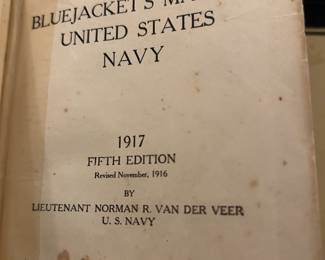 BLUEJACKET'S
UNITED STATES
NAVY
1917
FIFTH EDITION
Revised November, 1916
BY
LIEUTENANT NORMAN R. VAN DER VEER
U. S. NAVY